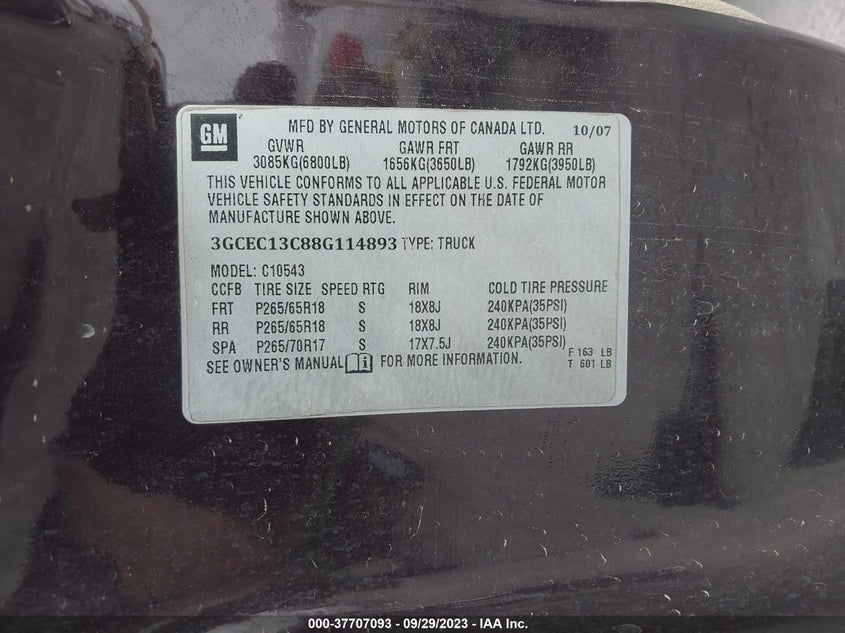 GM
MFD BY GENERAL MOTORS OF CANADA LTD. 10/07
GVWR GAWR FRT GAWR RR
3085KG(6800LB) 1656KG(3650LB) 1792KG(3950LB)
THIS VEHICLE CONFORMS TO ALL APPLICABLE U.S. FEDERAL MOTOR
VEHICLE SAFETY STANDARDS IN EFFECT ON THE DATE OF
MANUFACTURE SHOWN ABOVE.
3GCEC13C88G114893 TYPE: TRUCK
MODEL: C10543
CCFB TIRE SIZE SPEED RTG RIM COLD TIRE PRESSURE
FRT P265/65R18 S 18X8J 240KPA(35PSI)
RR P265/65R18 S 18X8J 240KPA(35PSI)
SPA P265/70R17 S 17X7.5J 240KPA(35PSI)
SEE OWNER'S MANUAL i FOR MORE INFORMATION.
F 163 LB
T 601 LB
000-37707093 - 09/29/2023 - IAA Inc.